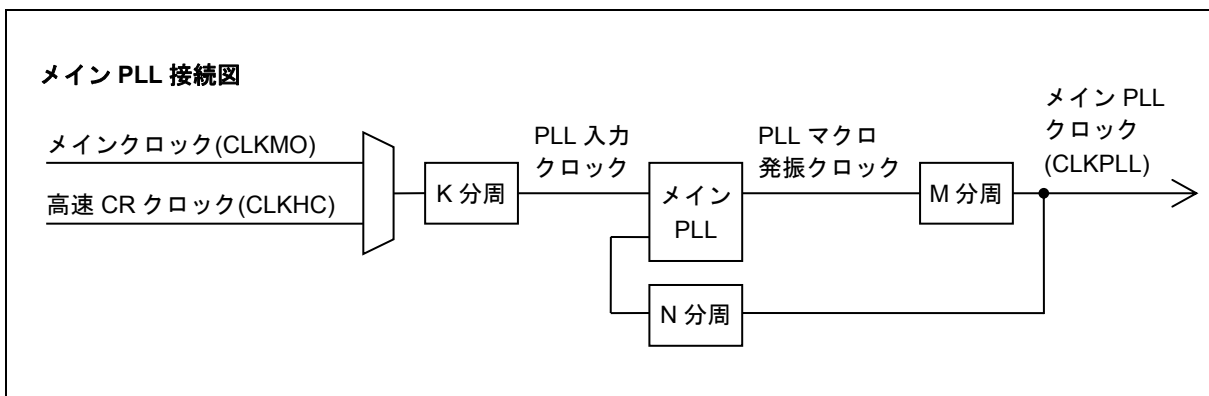 メイン PLL 接続図
メインクロック(CLKMO)
高速 CR クロック(CLKHC)
K 分周
PLL 入力
クロック
メイン
PLL
PLL マクロ
発振クロック
M 分周
メイン PLL
クロック
(CLKPLL)
N 分周